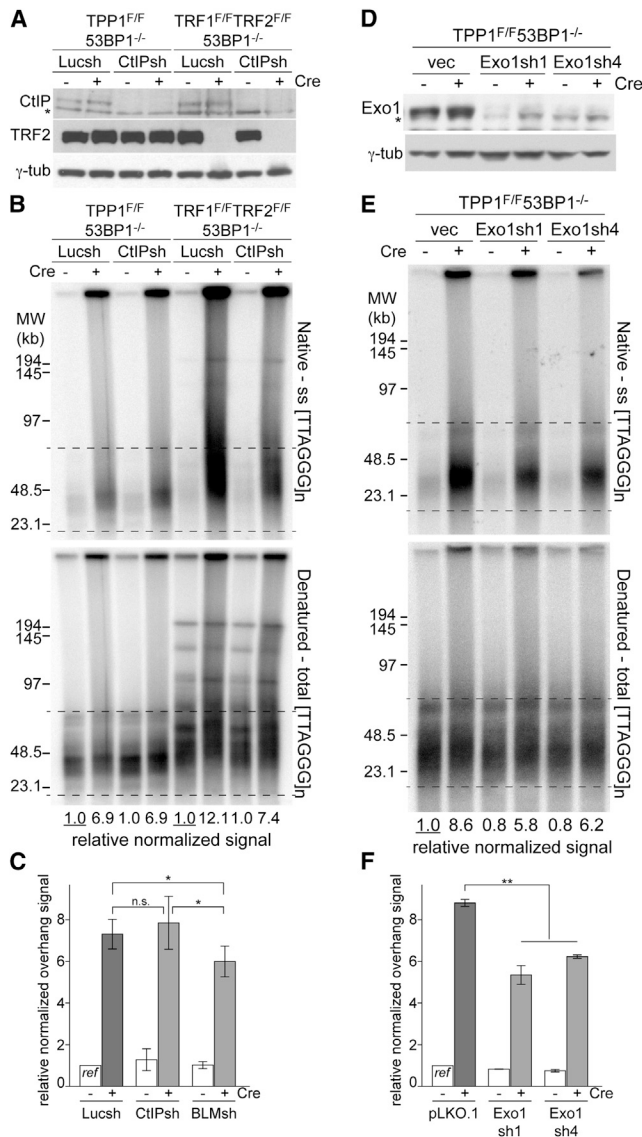 A
TPP1F/F TRF1F/FTRF2F/F
53BP1-/- 53BP1-/-
Lucsh CtIPsh Lucsh CtIPsh
- + - + - + - + Cre
CtIP
*
TRF2
γ-tub
B
TPP1F/F TRF1F/FTRF2F/F
53BP1-/- 53BP1-/-
Lucsh CtIPsh Lucsh CtIPsh
Cre - + - + - + - +
MW
(kb)
194
145
97
48.5
23.1
Native - ss [TTAGGG]n
194
145
97
48.5
23.1
Denatured - total [TTAGGG]n
1.0 6.9 1.0 6.9 1.0 12.1 1.0 7.4
relative normalized signal
C
relative normalized overhang signal
8
6
4
2
0
*
n.s.
*
ref
- + - + - + Cre
Lucsh CtIPsh BLMsh
D
TPP1F/F53BP1-/-
vec Exo1sh1 Exo1sh4
- + - + - + Cre
Exo1
*
γ-tub
E
TPP1F/F53BP1-/-
vec Exo1sh1 Exo1sh4
Cre - + - + - +
MW
(kb)
194
145
97
48.5
23.1
Native - ss [TTAGGG]n
194
145
97
48.5
23.1
Denatured - total [TTAGGG]n
1.0 8.6 0.8 5.8 0.8 6.2
relative normalized signal
F
relative normalized overhang signal
8
6
4
2
0
**
ref
- + - + - + Cre
pLKO.1 Exo1 Exo1
sh1 sh4